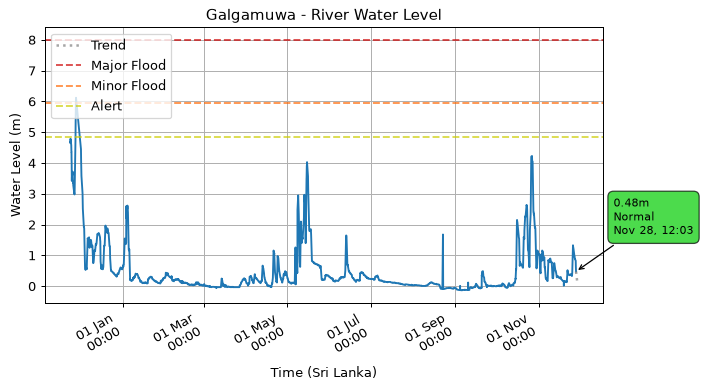 Galgamuwa - River Water Level
Water Level (m)
8
7
6
5
4
3
2
1
0
Trend
Major Flood
Minor Flood
Alert
0.48m
Normal
Nov 28, 12:03
01 Jan
00:00
01 Mar
00:00
01 May
00:00
01 Jul
00:00
01 Sep
00:00
01 Nov
00:00
Time (Sri Lanka)